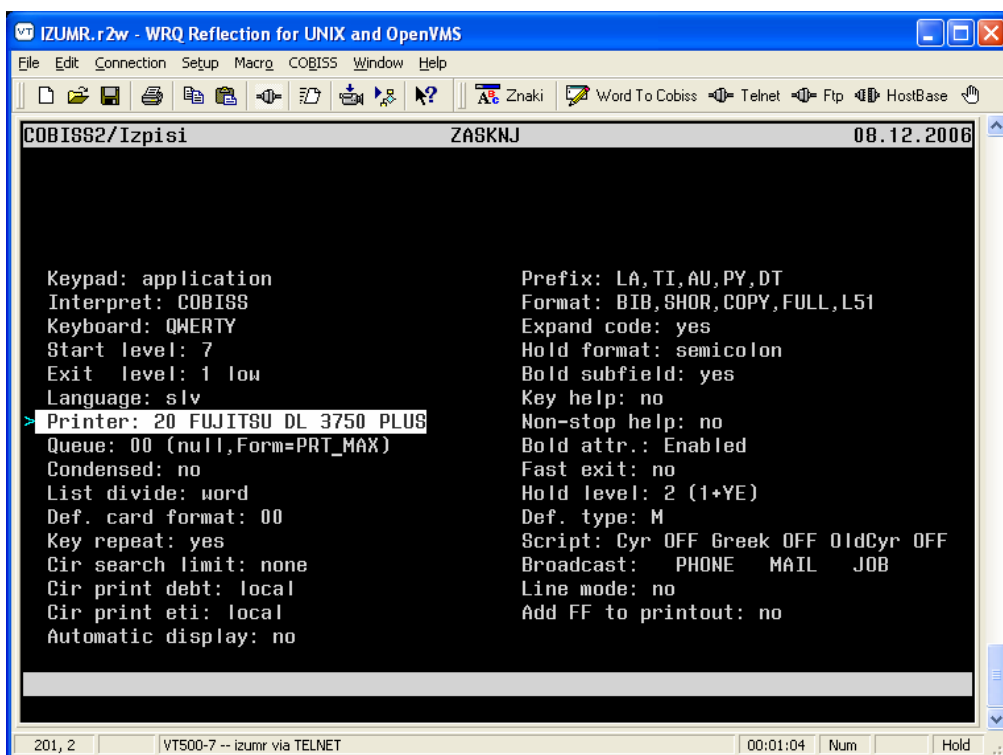 VT IZUMR.r2w - WRQ Reflection for UNIX and OpenVMS
File Edit Connection Setup Macro COBISS Window Help
ABc Znaki Word To Cobiss Telnet Ftp HostBase
COBISS2/Izpisi ZASKNJ 08.12.2006
Keypad: application Prefix: LA,TI,AU,PY,DT
Interpret: COBISS Format: BIB,SHOR,COPY,FULL,L51
Keyboard: QWERTY Expand code: yes
Start level: 7 Hold format: semicolon
Exit level: 1 low Bold subfield: yes
Language: slv Key help: no
> Printer: 20 FUJITSU DL 3750 PLUS Non-stop help: no
Queue: 00 (null,Form=PRT_MAX) Bold attr.: Enabled
Condensed: no Fast exit: no
List divide: word Hold level: 2 (1+YE)
Def. card format: 00 Def. type: M
Key repeat: yes Script: Cyr OFF Greek OFF OldCyr OFF
Cir search limit: none Broadcast: PHONE MAIL JOB
Cir print debt: local Line mode: no
Cir print eti: local Add FF to printout: no
Automatic display: no
201, 2 VT500-7 -- izumr via TELNET 00:01:04 Num Hold